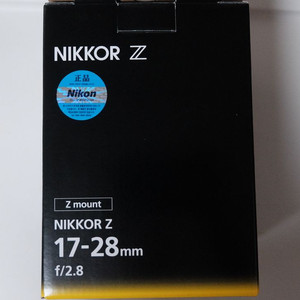 NIKKOR Z
正品
Nikon
Z mount
NIKKOR Z
17-28mm
f/2.8